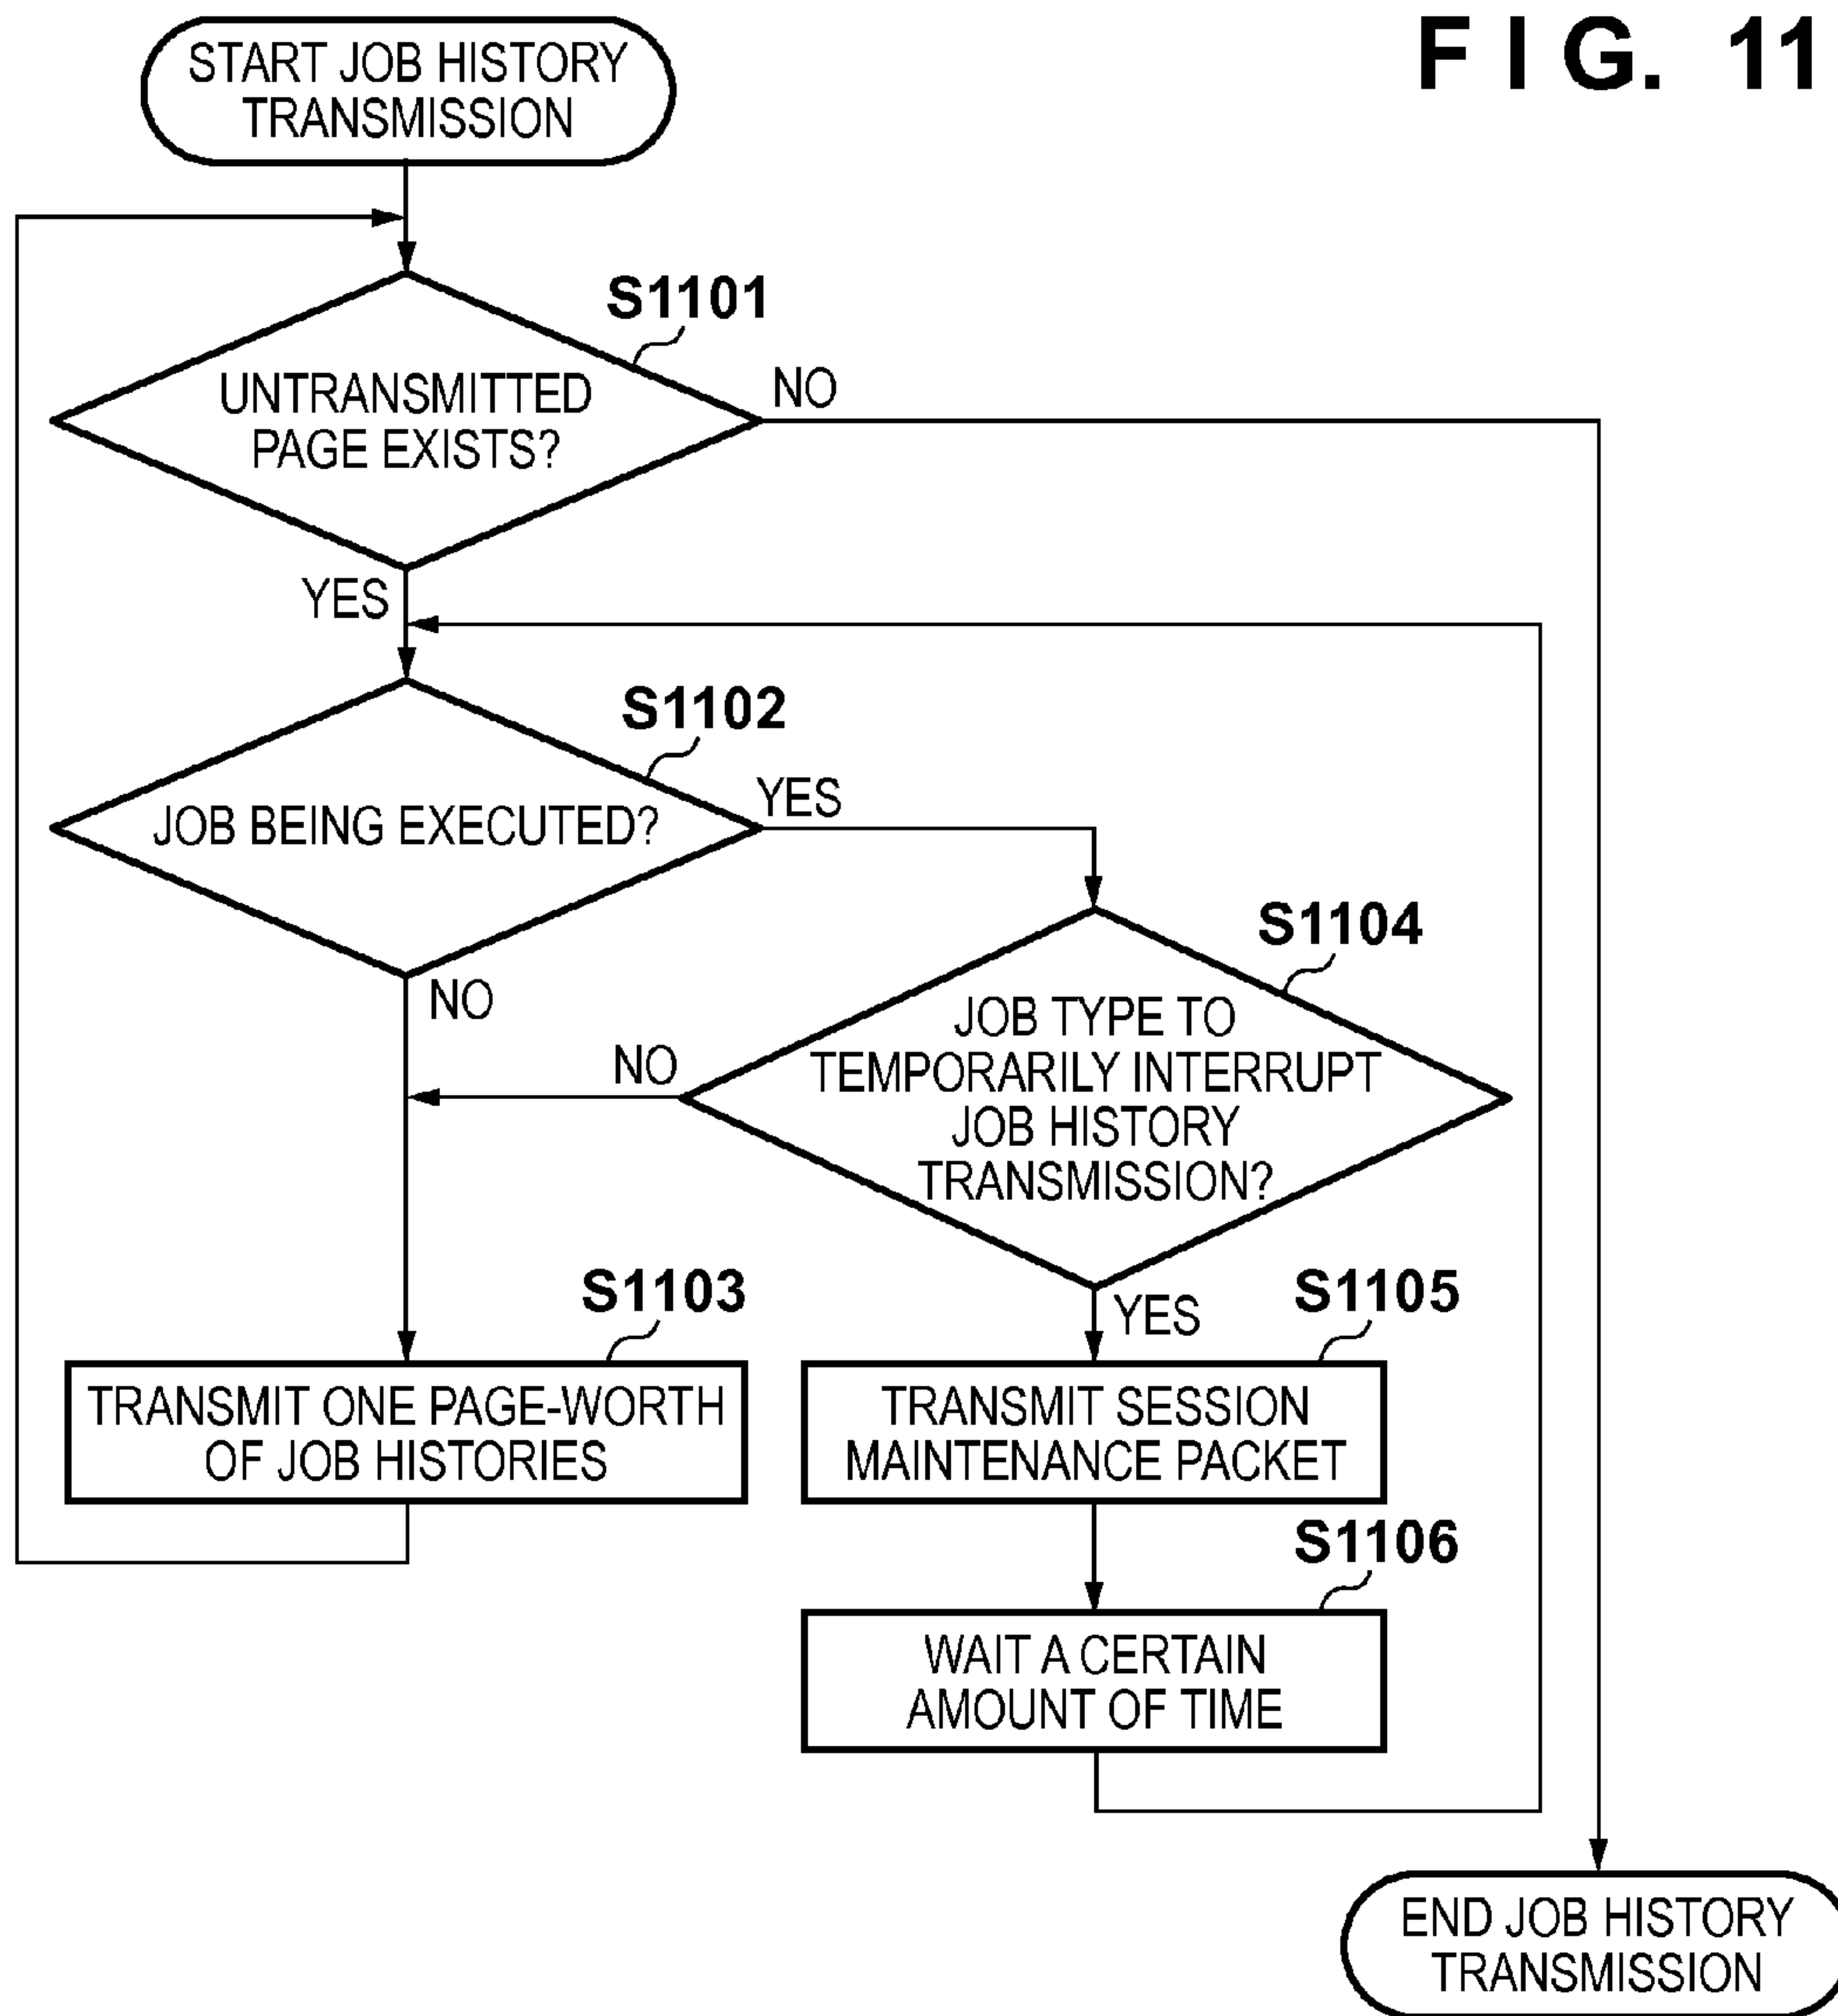 FIG. 11
START JOB HISTORY
TRANSMISSION
S1101
UNTRANSMITTED
PAGE EXISTS?
NO
YES
S1102
JOB BEING EXECUTED?
YES
NO
S1104
JOB TYPE TO
TEMPORARILY INTERRUPT
JOB HISTORY
TRANSMISSION?
NO
YES
S1103
TRANSMIT ONE PAGE-WORTH
OF JOB HISTORIES
S1105
TRANSMIT SESSION
MAINTENANCE PACKET
S1106
WAIT A CERTAIN
AMOUNT OF TIME
END JOB HISTORY
TRANSMISSION